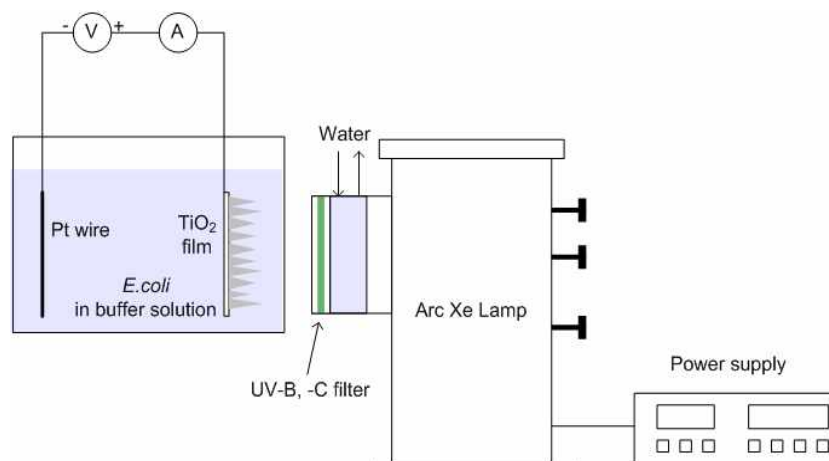 - V + A
Water
Pt wire
TiO₂
film
E.coli
in buffer solution
Arc Xe Lamp
UV-B, -C filter
Power supply